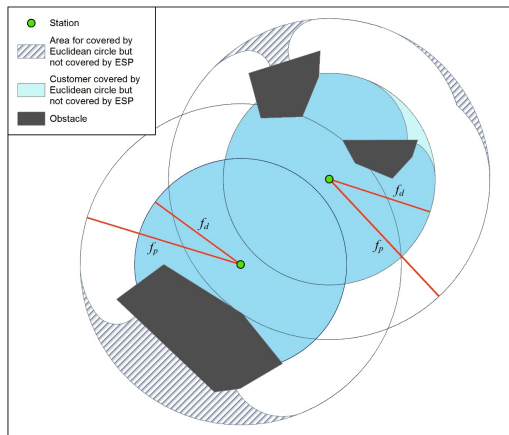 Station
Area for covered by
Euclidean circle but
not covered by ESP
Customer covered by
Euclidean circle but
not covered by ESP
Obstacle
f_d
f_p
f_d
f_p